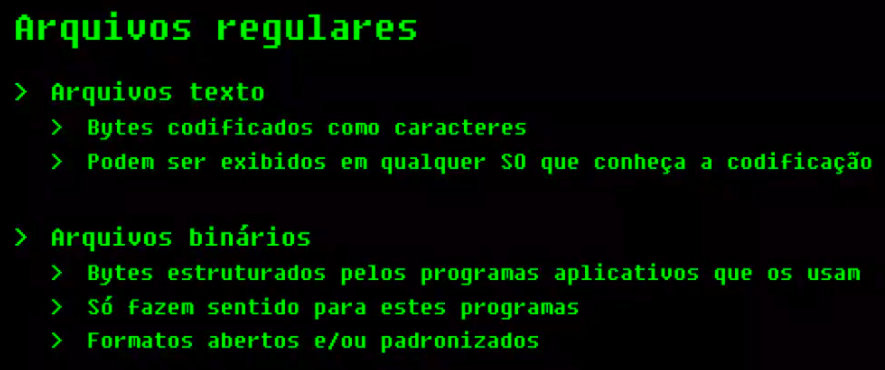 Arquivos regulares
> Arquivos texto
> Bytes codificados como caracteres
> Podem ser exibidos em qualquer SO que conheça a codificação
> Arquivos binários
> Bytes estruturados pelos programas aplicativos que os usam
> Só fazem sentido para estes programas
> Formatos abertos e/ou padronizados